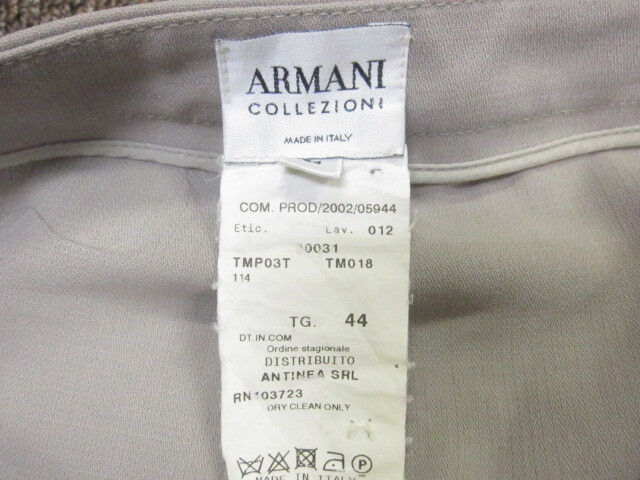 ARMANI
COLLEZIONI
MADE IN ITALY
COM. PROD/2002/05944
Etic. Lav. 012
TMP03T TM018
114
TG. 44
DT.IN.COM
Ordine stagionale
DISTRIBUITO
ANTINEA SRL
RN103723
DRY CLEAN ONLY
P
MADE IN ITALY